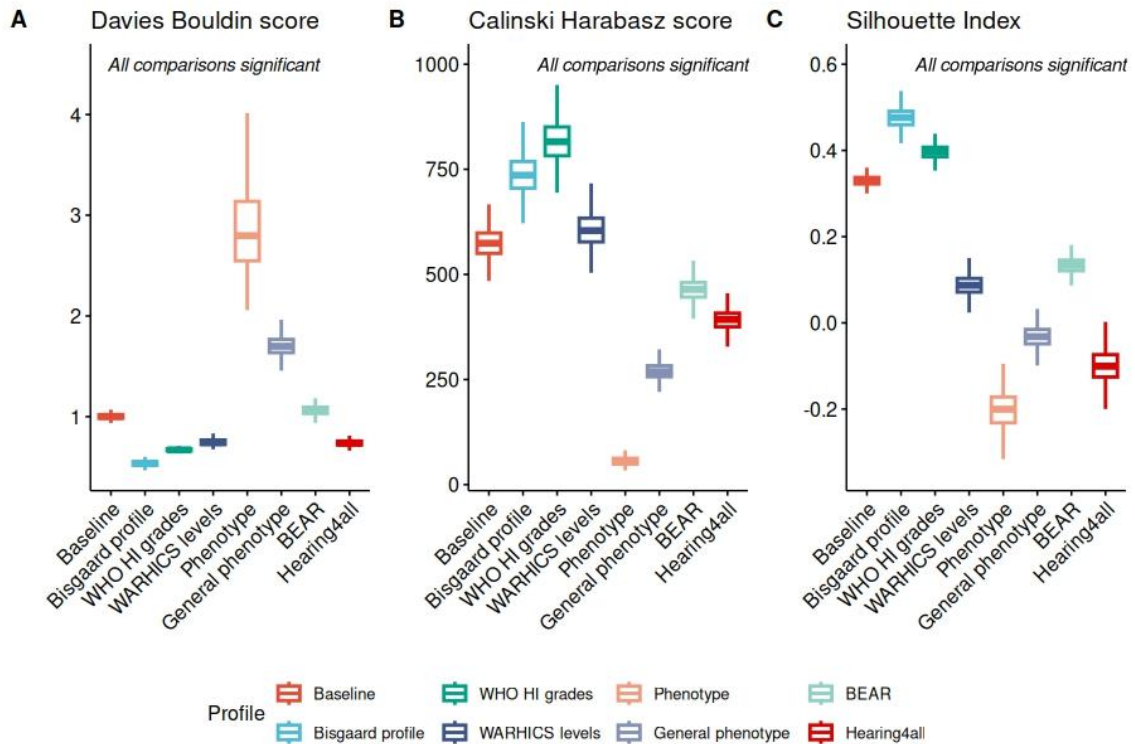 A Davies Bouldin score
B Calinski Harabasz score
C Silhouette Index
All comparisons significant
All comparisons significant
All comparisons significant
4
3
2
1
1000
750
500
250
0
0.6
0.4
0.2
0.0
-0.2
Baseline
Bisgaard profile
WHO HI grades
WARHICS levels
Phenotype
General phenotype
BEAR
Hearing4all
Baseline
Bisgaard profile
WHO HI grades
WARHICS levels
Phenotype
General phenotype
BEAR
Hearing4all
Baseline
Bisgaard profile
WHO HI grades
WARHICS levels
Phenotype
General phenotype
BEAR
Hearing4all
Profile
Baseline
WHO HI grades
Phenotype
BEAR
Bisgaard profile
WARHICS levels
General phenotype
Hearing4all